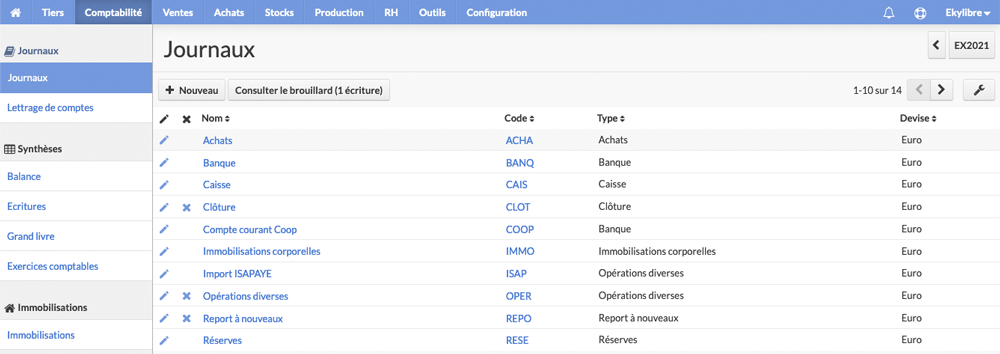 Tiers Comptabilité Ventes Achats Stocks Production RH Outils Configuration Ekylibre
Journaux
Journaux
Lettrage de comptes
Synthèses
Balance
Ecritures
Grand livre
Exercices comptables
Immobilisations
Immobilisations
Journaux EX2021
Nouveau Consulter le brouillard (1 écriture) 1-10 sur 14
Nom Code Type Devise
Achats ACHA Achats Euro
Banque BANQ Banque Euro
Caisse CAIS Caisse Euro
Clôture CLOT Clôture Euro
Compte courant Coop COOP Banque Euro
Immobilisations corporelles IMMO Immobilisations corporelles Euro
Import ISAPAYE ISAP Opérations diverses Euro
Opérations diverses OPER Opérations diverses Euro
Report à nouveaux REPO Report à nouveaux Euro
Réserves RESE Réserves Euro